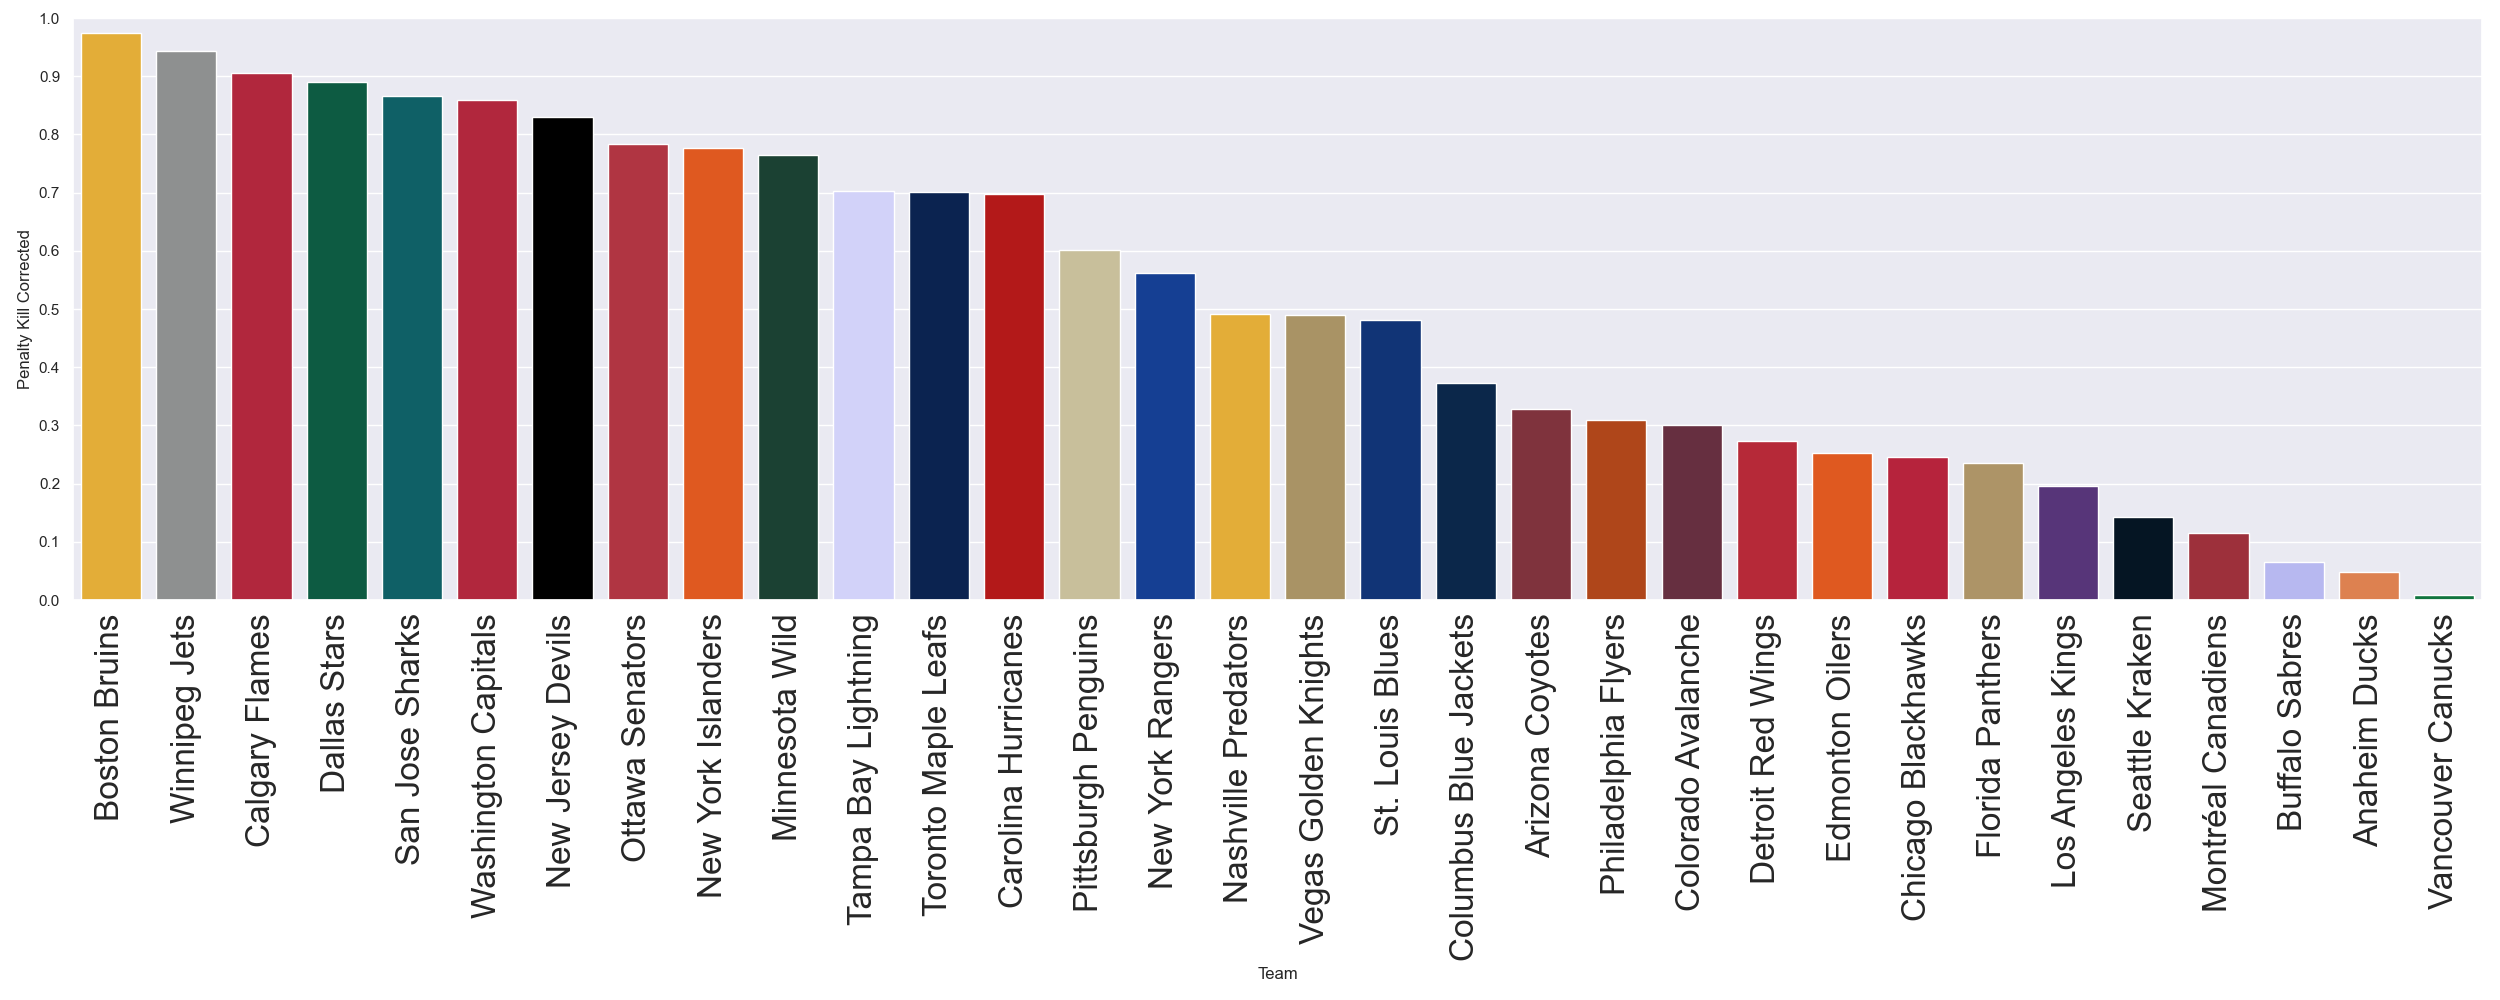 1.0
0.9
0.8
0.7
0.6
0.5
0.4
0.3
0.2
0.1
0.0
Penalty Kill Corrected
Boston Bruins
Winnipeg Jets
Calgary Flames
Dallas Stars
San Jose Sharks
Washington Capitals
New Jersey Devils
Ottawa Senators
New York Islanders
Minnesota Wild
Tampa Bay Lightning
Toronto Maple Leafs
Carolina Hurricanes
Pittsburgh Penguins
New York Rangers
Nashville Predators
Vegas Golden Knights
St. Louis Blues
Columbus Blue Jackets
Arizona Coyotes
Philadelphia Flyers
Colorado Avalanche
Detroit Red Wings
Edmonton Oilers
Chicago Blackhawks
Florida Panthers
Los Angeles Kings
Seattle Kraken
Montréal Canadiens
Buffalo Sabres
Anaheim Ducks
Vancouver Canucks
Team